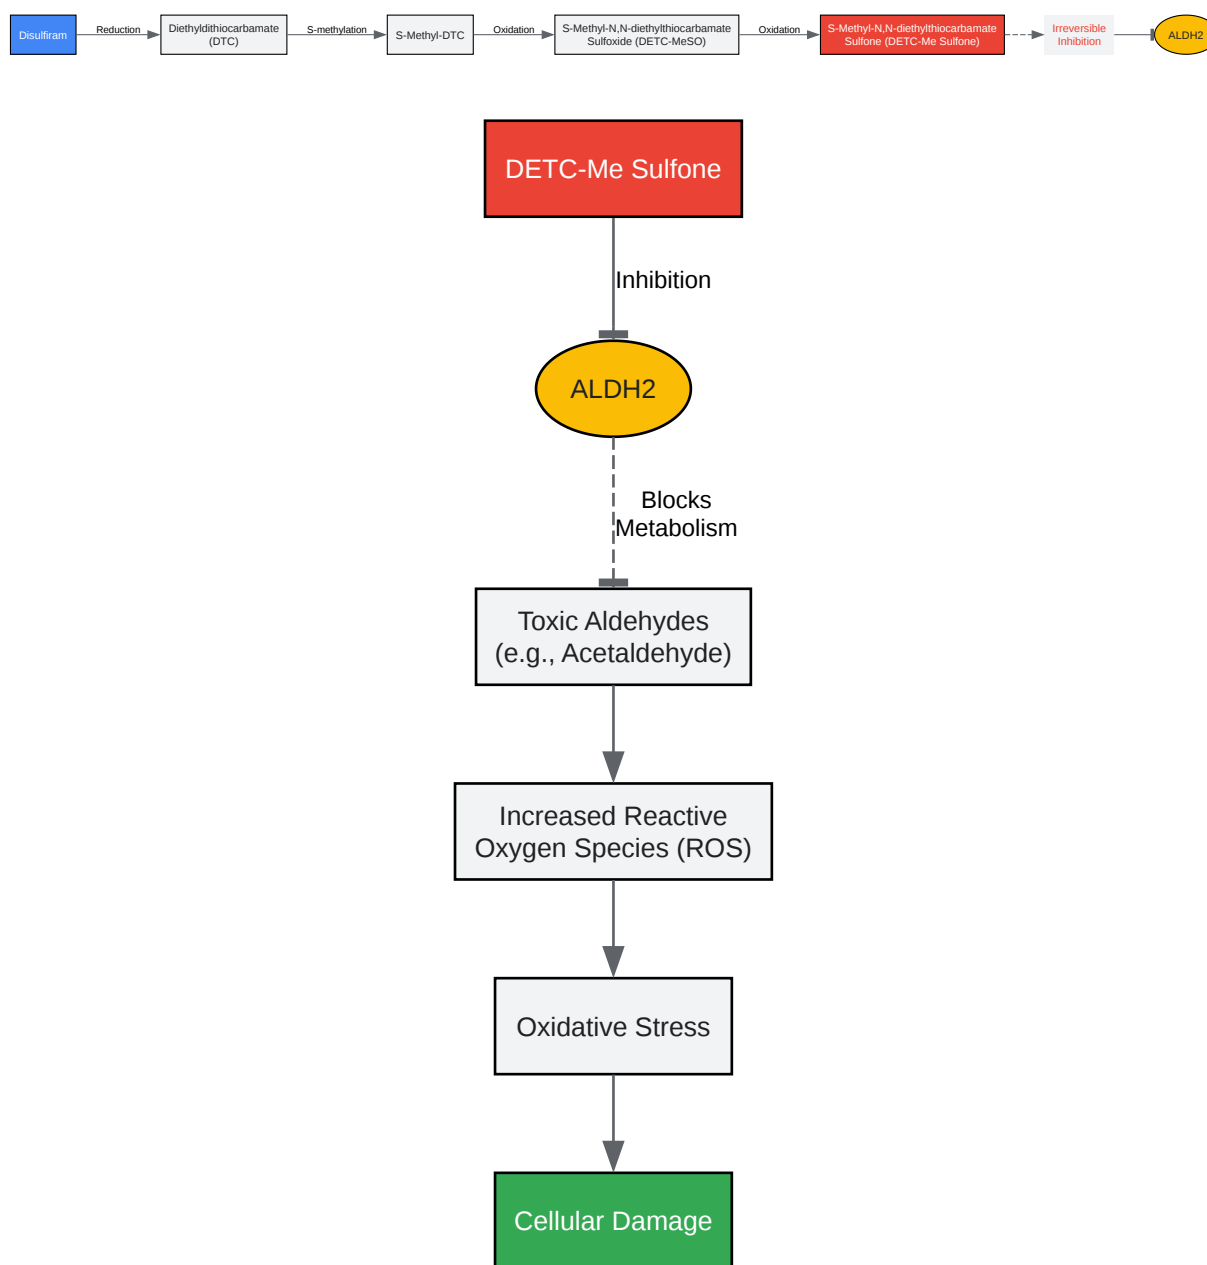 Disulfiram
Reduction
Diethyldithiocarbamate
(DTC)
S-methylation
S-Methyl-DTC
Oxidation
S-Methyl-N,N-diethylthiocarbamate
Sulfoxide (DETC-MeSO)
Oxidation
S-Methyl-N,N-diethylthiocarbamate
Sulfone (DETC-Me Sulfone)
Irreversible
Inhibition
ALDH2
DETC-Me Sulfone
Inhibition
ALDH2
Blocks
Metabolism
Toxic Aldehydes
(e.g., Acetaldehyde)
Increased Reactive
Oxygen Species (ROS)
Oxidative Stress
Cellular Damage